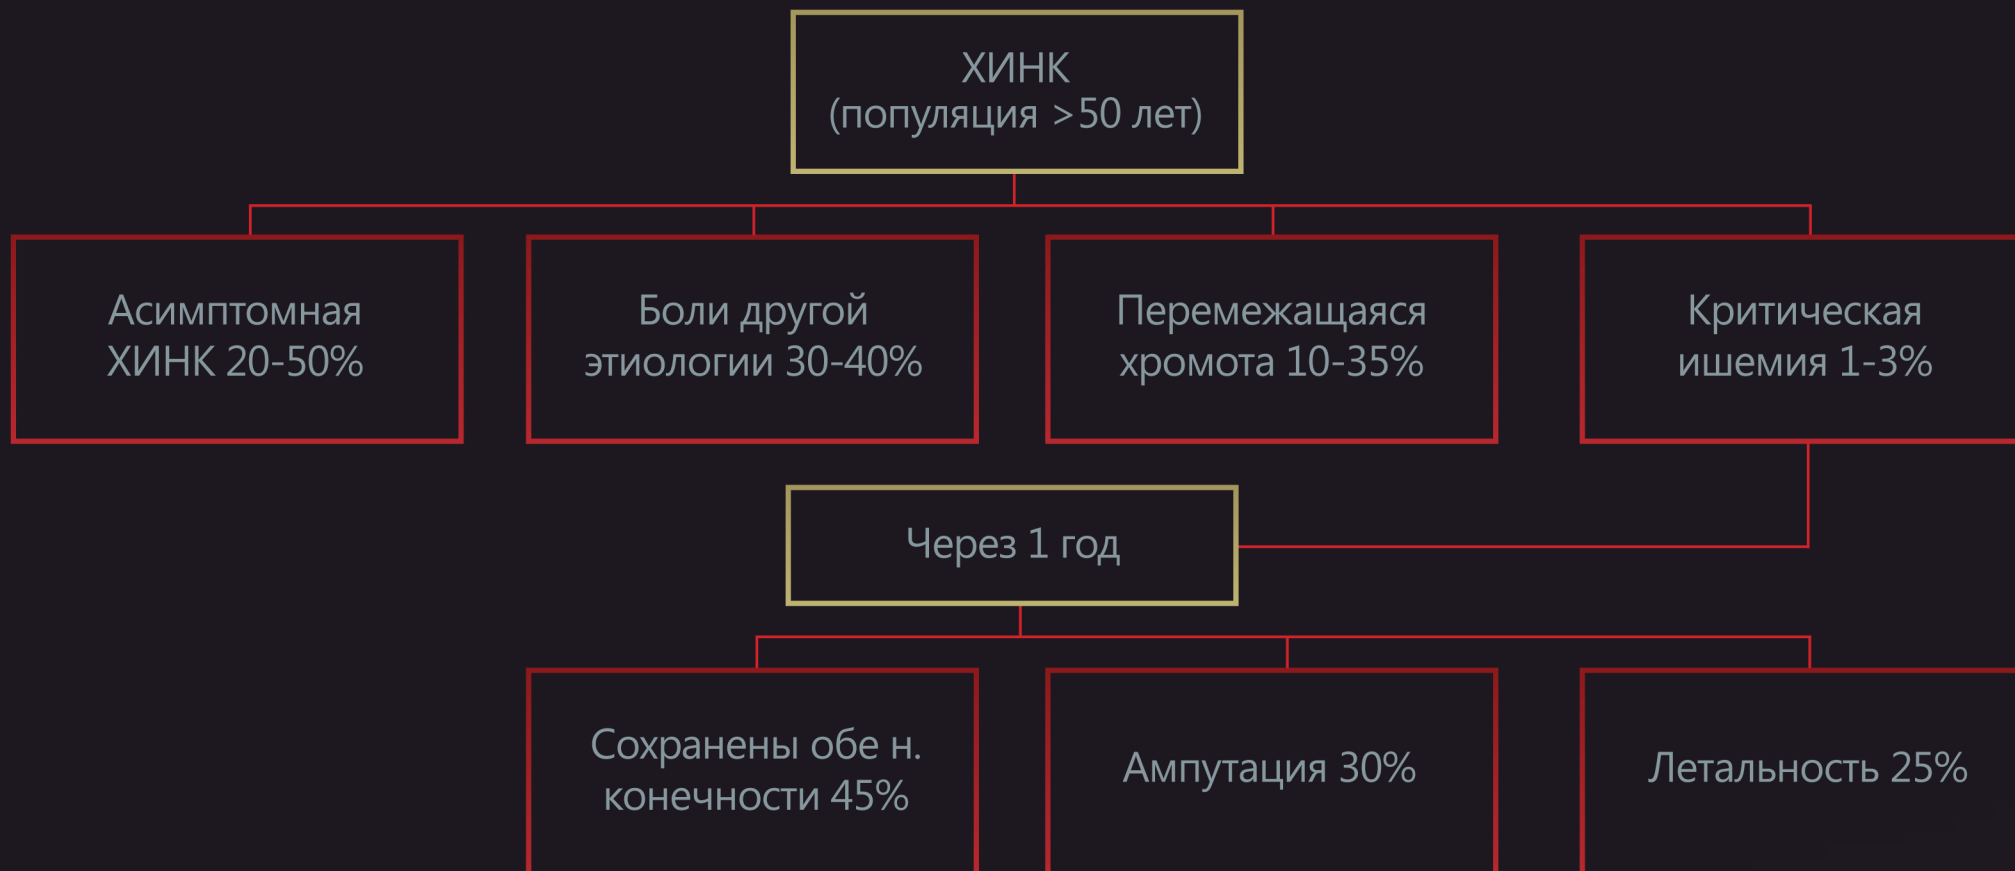 ХИНК
(популяция >50 лет)
Асимптомная
ХИНК 20-50%
Боли другой
этиологии 30-40%
Перемежащаяся
хромота 10-35%
Критическая
ишемия 1-3%
Через 1 год
Сохранены обе н.
конечности 45%
Ампутация 30%
Летальность 25%